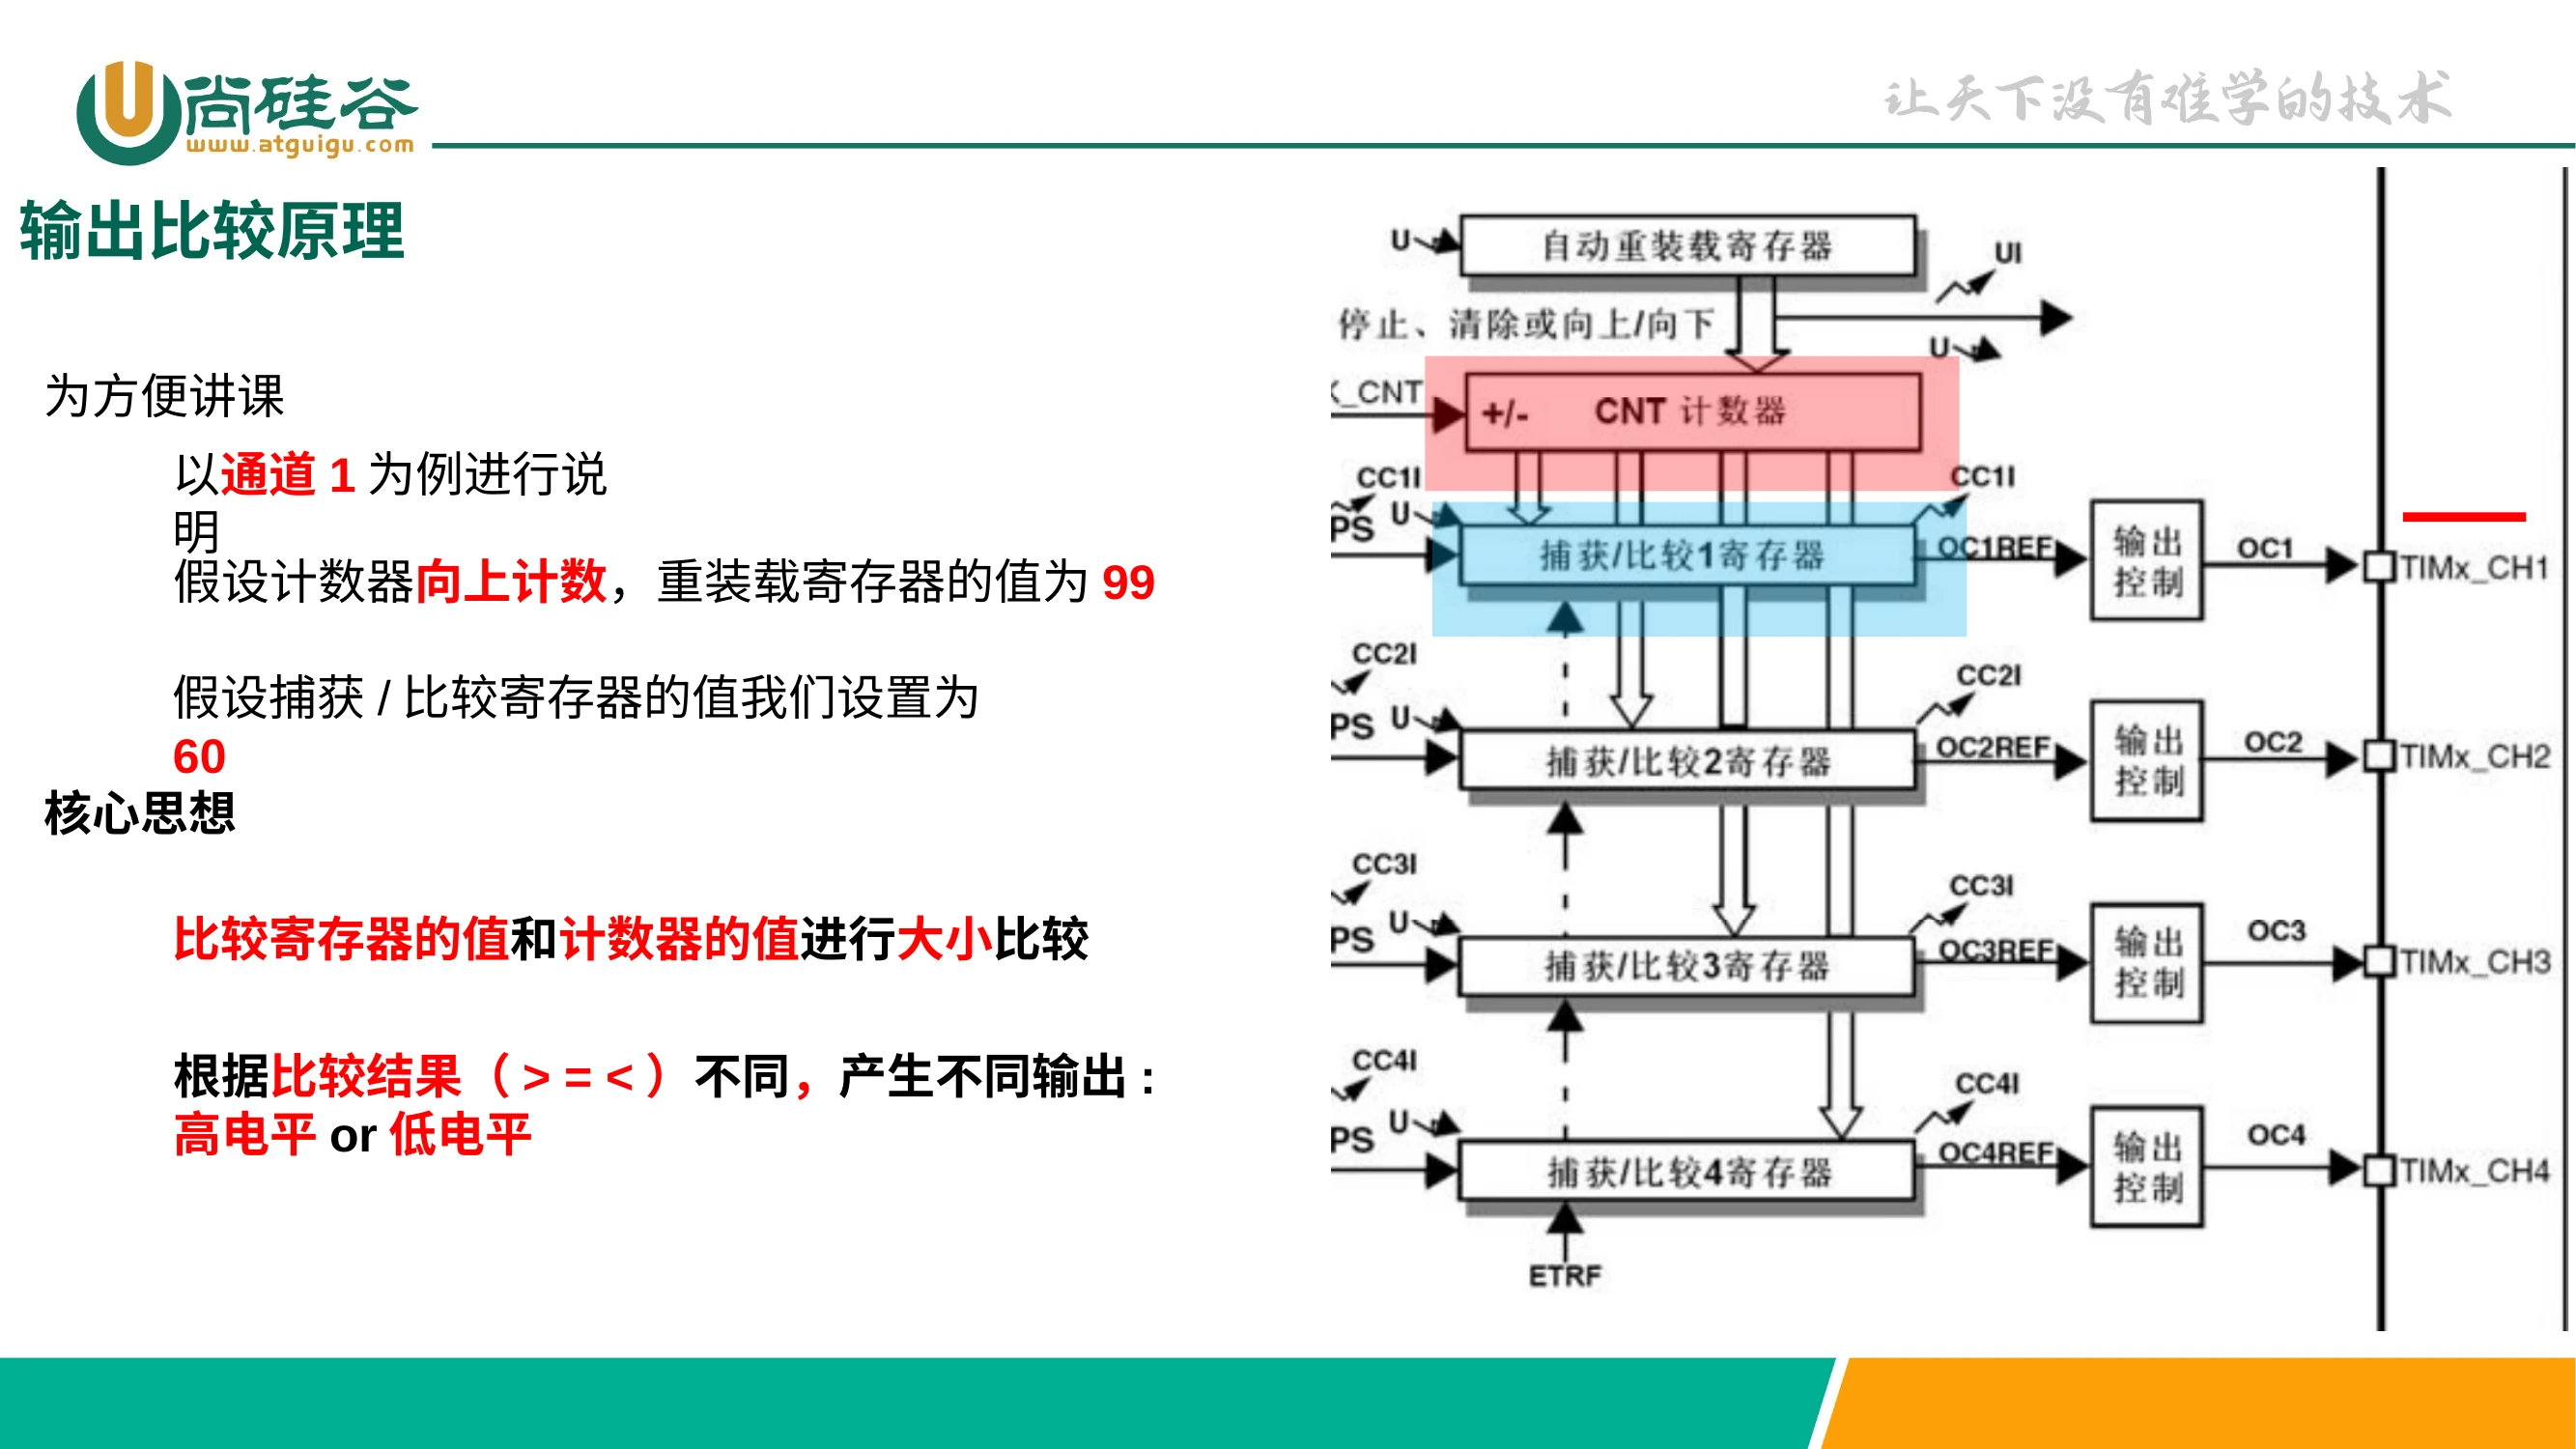 尚硅谷
www.atguigu.com
让天下没有难学的技术
输出比较原理
为方便讲课
以通道 1 为例进行说
明
假设计数器向上计数，重装载寄存器的值为 99
假设捕获 / 比较寄存器的值我们设置为
60
核心思想
比较寄存器的值和计数器的值进行大小比较
根据比较结果（ > = < ）不同，产生不同输出 :
高电平 or 低电平
U
自动重装载寄存器
UI
停止、清除或向上/向下
U
K_CNT
+/- CNT 计数器
CC1I
CC1I
U
PS
捕获/比较1寄存器
OC1REF
输出
控制
OC1
TIMx_CH1
CC2I
CC2I
U
PS
捕获/比较2寄存器
OC2REF
输出
控制
OC2
TIMx_CH2
CC3I
CC3I
U
PS
捕获/比较3寄存器
OC3REF
输出
控制
OC3
TIMx_CH3
CC4I
CC4I
U
PS
捕获/比较4寄存器
OC4REF
输出
控制
OC4
TIMx_CH4
ETRF